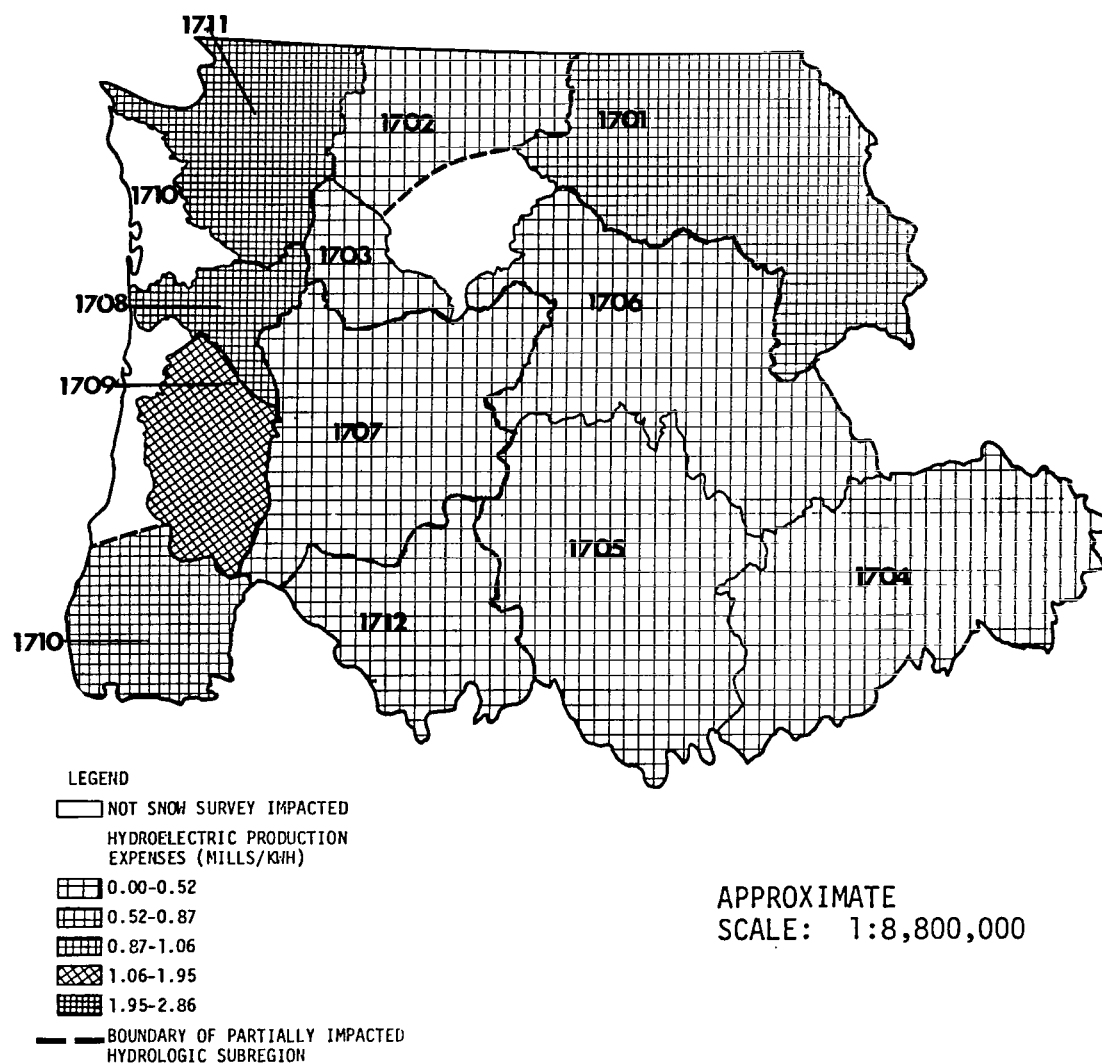 1711
1702
1701
1710
1703
1708
1706
1709
1707
1705
1704
1712
1710
LEGEND
NOT SNOW SURVEY IMPACTED
HYDROELECTRIC PRODUCTION
EXPENSES (MILLS/KWH)
0.00-0.52
0.52-0.87
0.87-1.06
1.06-1.95
1.95-2.86
BOUNDARY OF PARTIALLY IMPACTED
HYDROLOGIC SUBREGION
APPROXIMATE
SCALE: 1:8,800,000